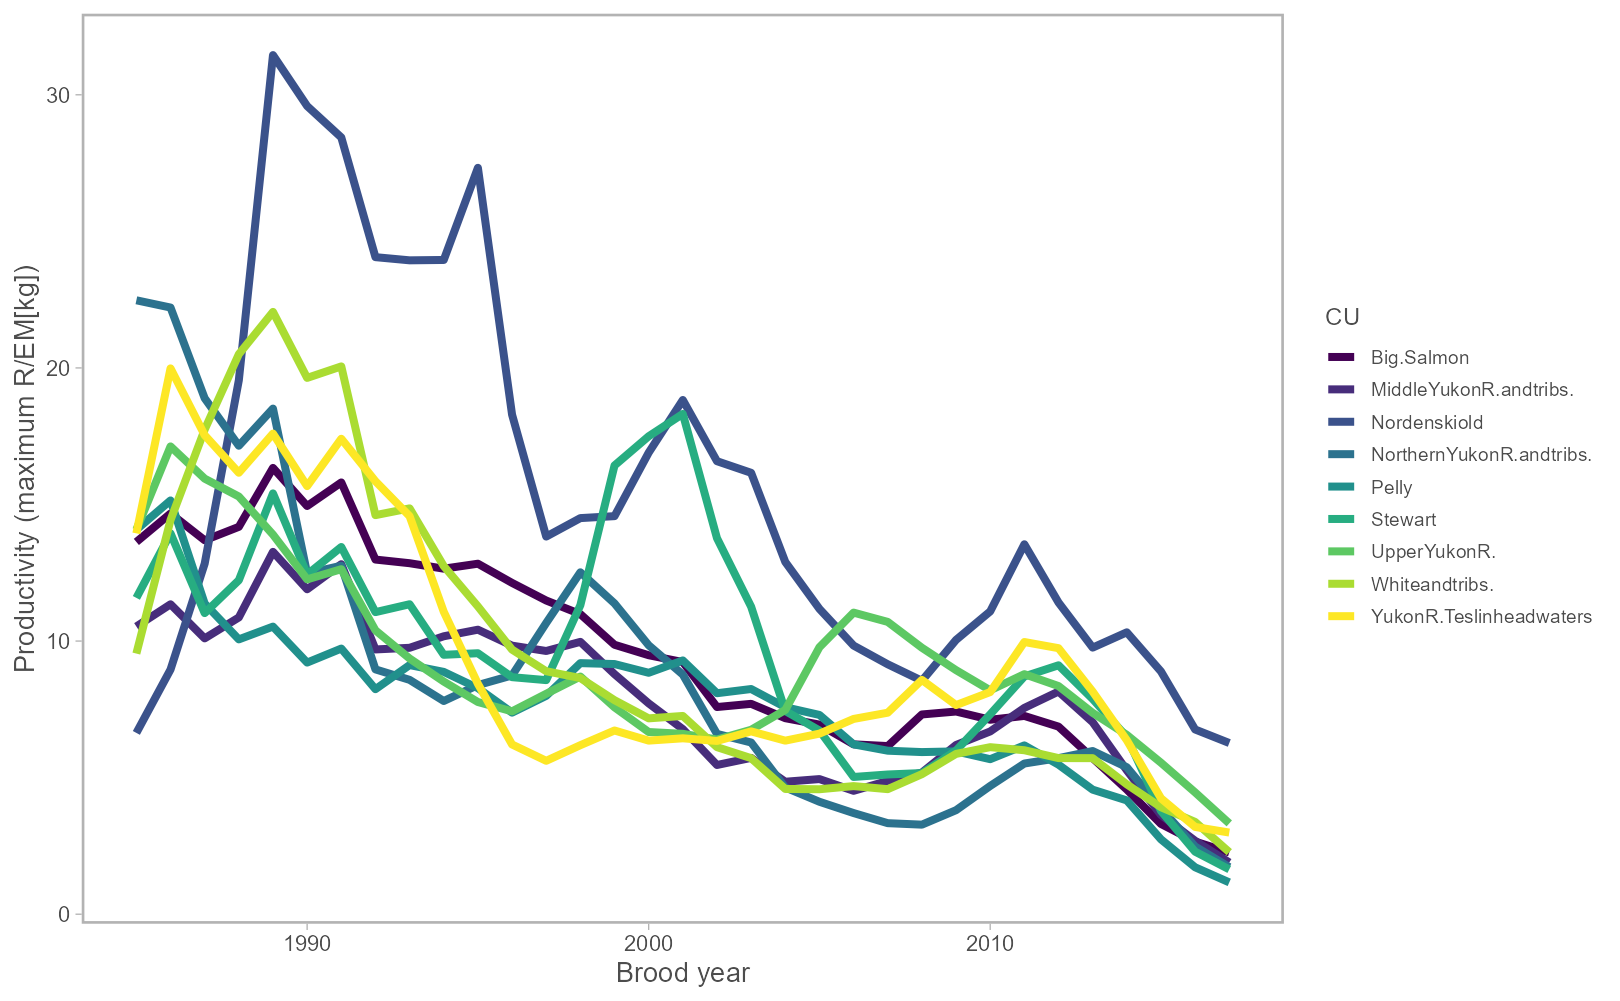 Productivity (maximum R/EM[kg])
30
20
10
0
1990
2000
2010
Brood year
CU
Big.Salmon
MiddleYukonR.andtribs.
Nordenskiold
NorthernYukonR.andtribs.
Pelly
Stewart
UpperYukonR.
Whiteandtribs.
YukonR.Teslinheadwaters